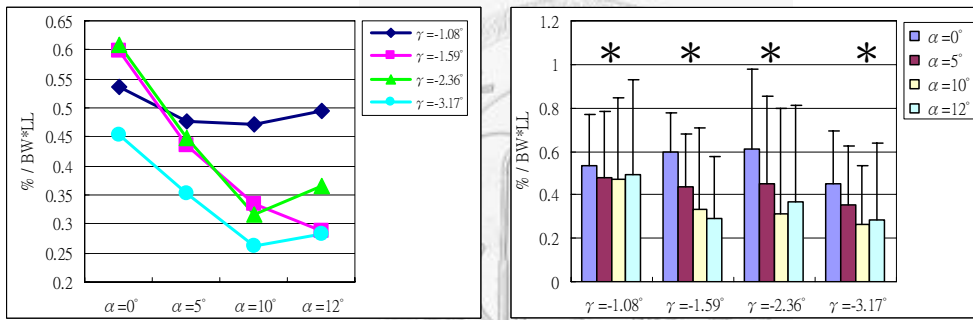 0.65
0.6
0.55
0.5
0.45
0.4
0.35
0.3
0.25
0.2
% / BW*LL
α=0°
α=5°
α=10°
α=12°
γ=-1.08°
γ=-1.59°
γ=-2.36°
γ=-3.17°
1.2
1
0.8
0.6
0.4
0.2
0
% / BW*LL
* * * *
γ=-1.08°
γ=-1.59°
γ=-2.36°
γ=-3.17°
α=0°
α=5°
α=10°
α=12°